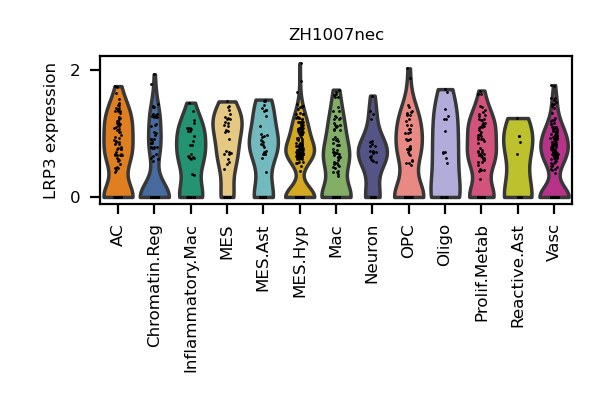 ZH1007nec
LRP3 expression
2
0
AC
Chromatin.Reg
Inflammatory.Mac
MES
MES.Ast
MES.Hyp
Mac
Neuron
OPC
Oligo
Prolif.Metab
Reactive.Ast
Vasc